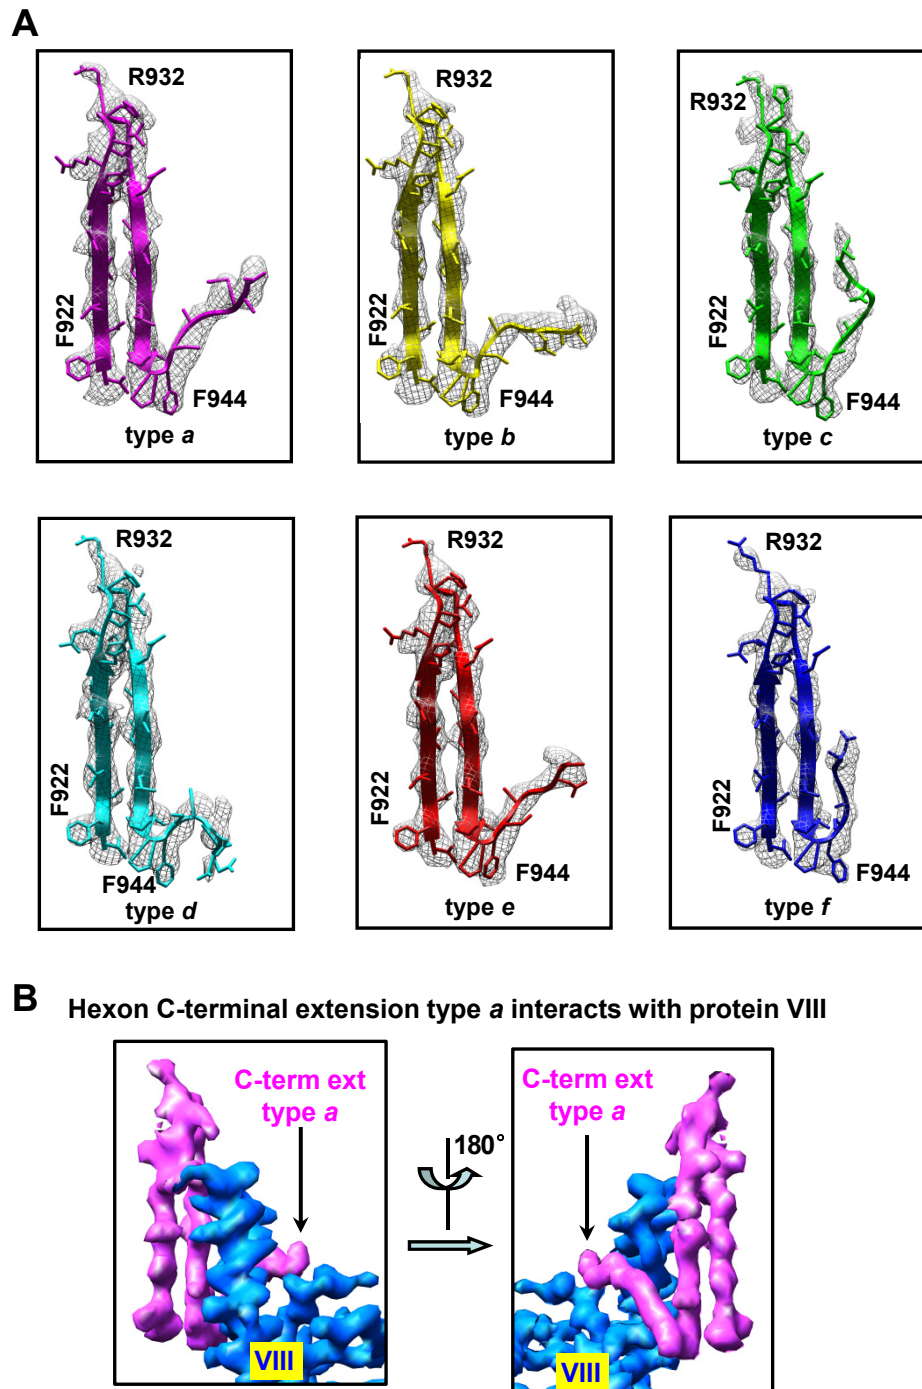 A
R932
F922
F944
type a
R932
F922
F944
type b
R932
F922
F944
type c
R932
F922
F944
type d
R932
F922
F944
type e
R932
F922
F944
type f
B
Hexon C-terminal extension type a interacts with protein VIII
C-term ext
type a
VIII
180°
C-term ext
type a
VIII